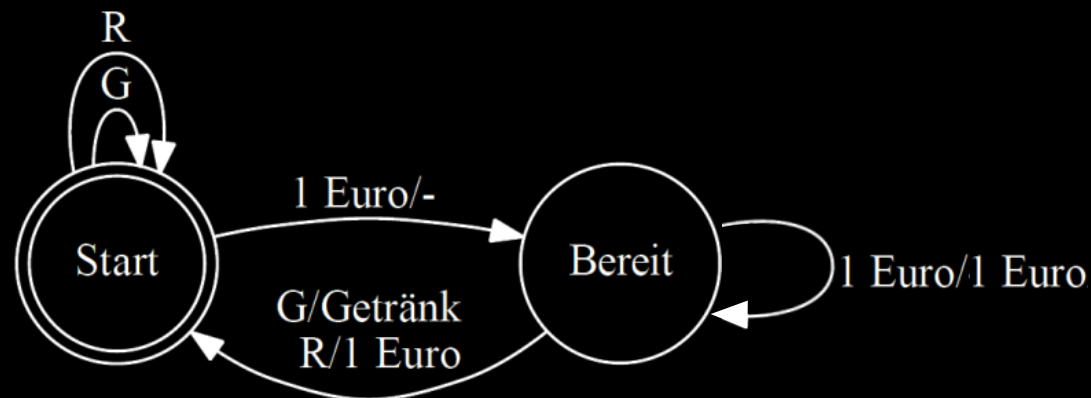 R
G
1 Euro/-
Start
Bereit
1 Euro/1 Euro
G/Getränk
R/1 Euro